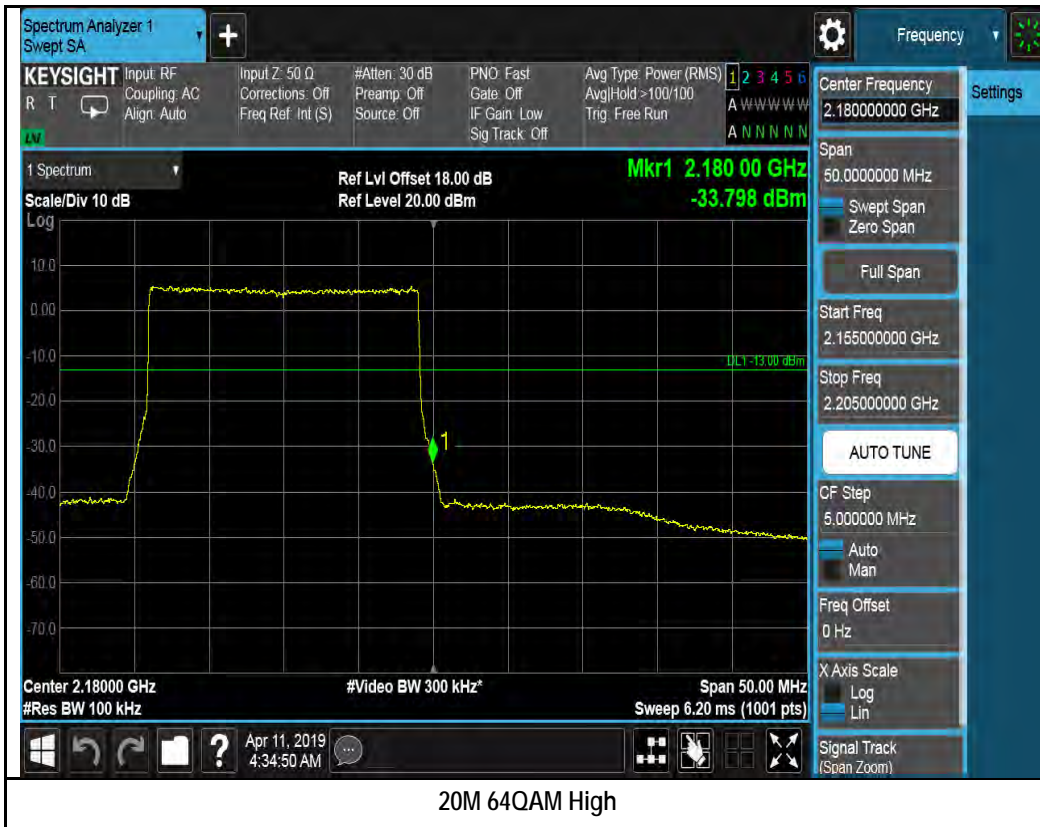 Spectrum Analyzer 1
Swept SA
+
Frequency
KEYSIGHT
R T
LV
Input: RF
Coupling: AC
Align: Auto
Input Z: 50 Ω
Corrections: Off
Freq Ref: Int (S)
#Atten: 30 dB
Preamp: Off
Source: Off
PNO: Fast
Gate: Off
IF Gain: Low
Sig Track: Off
Avg Type: Power (RMS)
Avg|Hold >100/100
Trig: Free Run
1 2 3 4 5 6
A W W W W W
A N N N N N
1 Spectrum
Scale/Div 10 dB
Log
Ref Lvl Offset 18.00 dB
Ref Level 20.00 dBm
Mkr1 2.180 00 GHz
-33.798 dBm
10.0
0.00
-10.0
DL1 -13.00 dBm
-20.0
-30.0
1
-40.0
-50.0
-60.0
-70.0
Center 2.18000 GHz
#Res BW 100 kHz
#Video BW 300 kHz*
Span 50.00 MHz
Sweep 6.20 ms (1001 pts)
Center Frequency
2.180000000 GHz
Settings
Span
50.0000000 MHz
Swept Span
Zero Span
Full Span
Start Freq
2.155000000 GHz
Stop Freq
2.205000000 GHz
AUTO TUNE
CF Step
5.000000 MHz
Auto
Man
Freq Offset
0 Hz
X Axis Scale
Log
Lin
Signal Track
(Span Zoom)
?
Apr 11, 2019
4:34:50 AM
20M 64QAM High